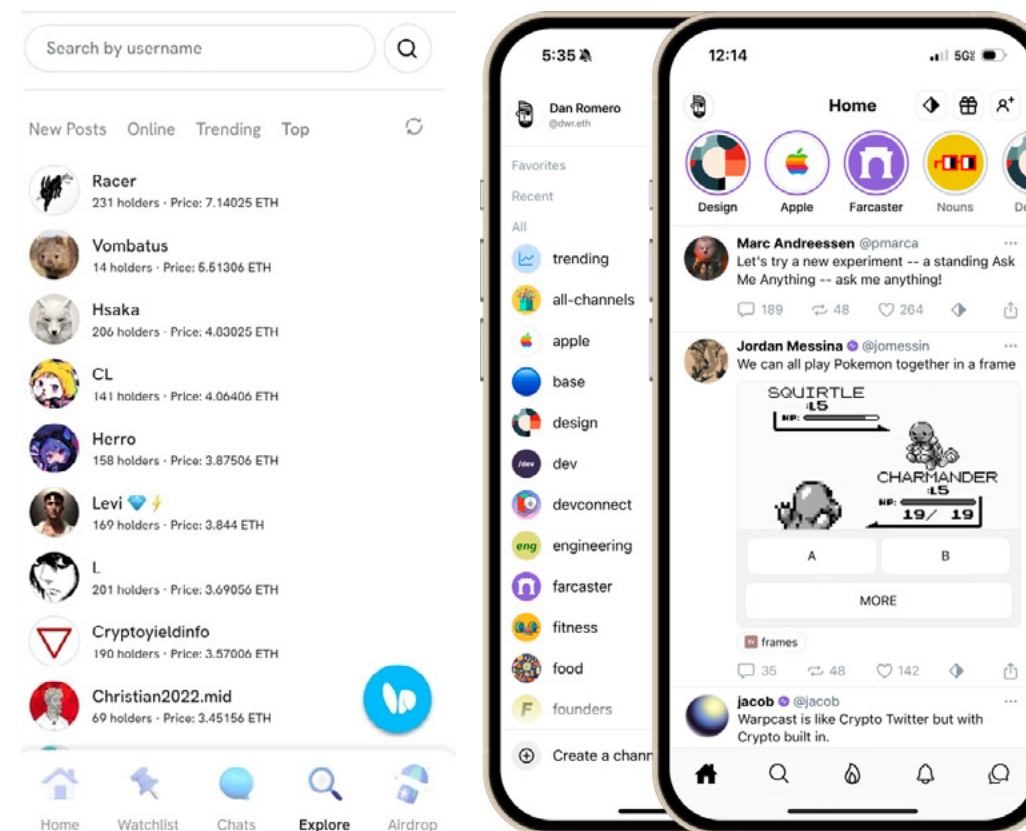 Search by username
New Posts Online Trending Top
Racer
231 holders · Price: 7.14025 ETH
Vombatus
14 holders · Price: 5.51306 ETH
Hsaka
206 holders · Price: 4.03025 ETH
CL
141 holders · Price: 4.06406 ETH
Herro
158 holders · Price: 3.87506 ETH
Levi 💎⚡
169 holders · Price: 3.844 ETH
L
201 holders · Price: 3.69056 ETH
Cryptoyieldinfo
190 holders · Price: 3.57006 ETH
Christian2022.mid
69 holders · Price: 3.45156 ETH
Home Watchlist Chats Explore Airdrop
5:35
Dan Romero
@dwr.eth
Favorites
Recent
All
trending
all-channels
apple
base
design
/dev dev
devconnect
eng engineering
farcaster
fitness
food
F founders
Create a chann
12:14 5G
Home
Design Apple Farcaster Nouns De
Marc Andreessen @pmarca ...
Let's try a new experiment -- a standing Ask
Me Anything -- ask me anything!
189 48 264
Jordan Messina @jomessin ...
We can all play Pokemon together in a frame
SQUIRTLE
:L5
HP:
CHARMANDER
:L5
HP:
19/ 19
A B
MORE
Fr frames
35 48 142
jacob @jacob ...
Warpcast is like Crypto Twitter but with
Crypto built in.